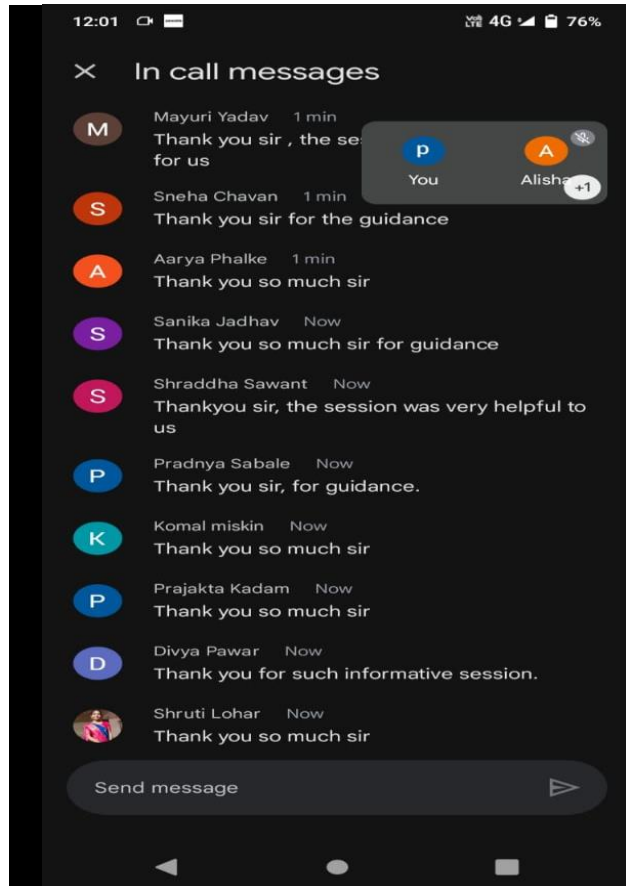 12:01 4G 76%
In call messages
Mayuri Yadav 1 min
Thank you sir , the se
for us
P A
You Alisha
+1
M
Sneha Chavan 1 min
Thank you sir for the guidance
S
Aarya Phalke 1 min
Thank you so much sir
A
Sanika Jadhav Now
Thank you so much sir for guidance
S
Shraddha Sawant Now
Thankyou sir, the session was very helpful to
us
S
Pradnya Sabale Now
Thank you sir, for guidance.
P
Komal miskin Now
Thank you so much sir
K
Prajakta Kadam Now
Thank you so much sir
P
Divya Pawar Now
Thank you for such informative session.
D
Shruti Lohar Now
Thank you so much sir
Send message